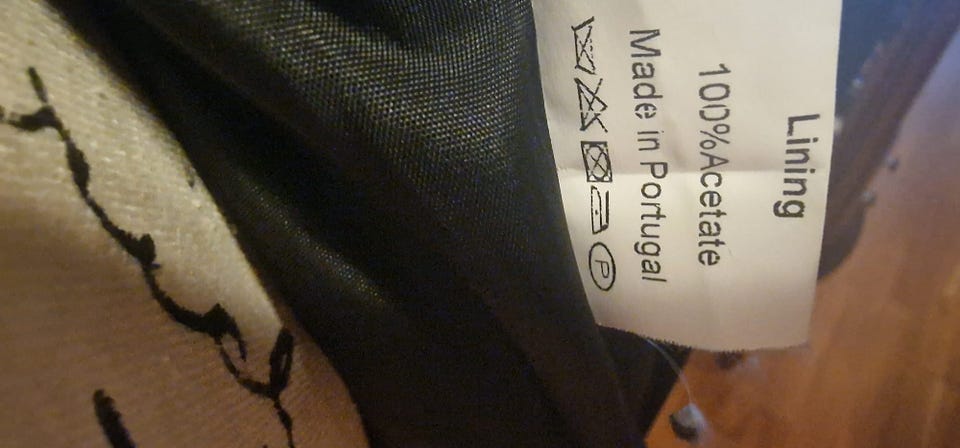 Lining
100%Acetate
Made in Portugal
P